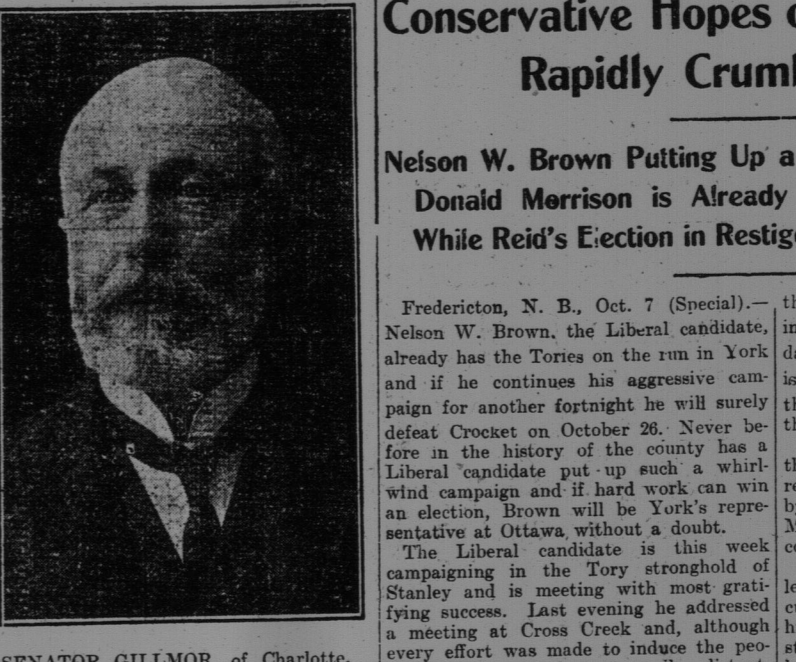 Conservative Hopes
Rapidly
Nelson W. Brown Putting Up a
Donald Morrison is Already
While Reid's Election in
Fredericton, N. B., Oct. 7 (Special).—
Nelson W. Brown, the Liberal candidate,
already has the Tories on the run in York
and if he continues his aggressive cam-
paign for another fortnight he will surely
defeat Crocket on October 26. Never be-
fore in the history of the county has a
Liberal candidate put up such a whirl-
wind campaign and if hard work can win
an election, Brown will be York's repre-
sentative at Ottawa without a doubt.
The Liberal candidate is this week
campaigning in the Tory stronghold of
Stanley and is meeting with most grati-
fying success. Last evening he addressed
a meeting at Cross Creek and, although
every effort was made to induce the peo-
SENATOR GILLMOR, of Charlotte.